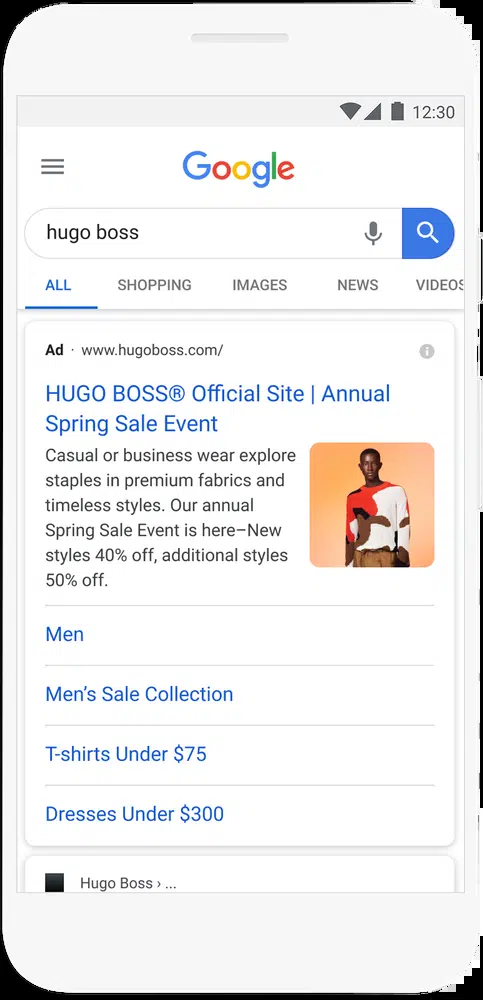 12:30
Google
hugo boss
ALL SHOPPING IMAGES NEWS VIDEOS
Ad · www.hugoboss.com/
HUGO BOSS® Official Site | Annual
Spring Sale Event
Casual or business wear explore
staples in premium fabrics and
timeless styles. Our annual
Spring Sale Event is here–New
styles 40% off, additional styles
50% off.
Men
Men’s Sale Collection
T-shirts Under $75
Dresses Under $300
Hugo Boss › ...